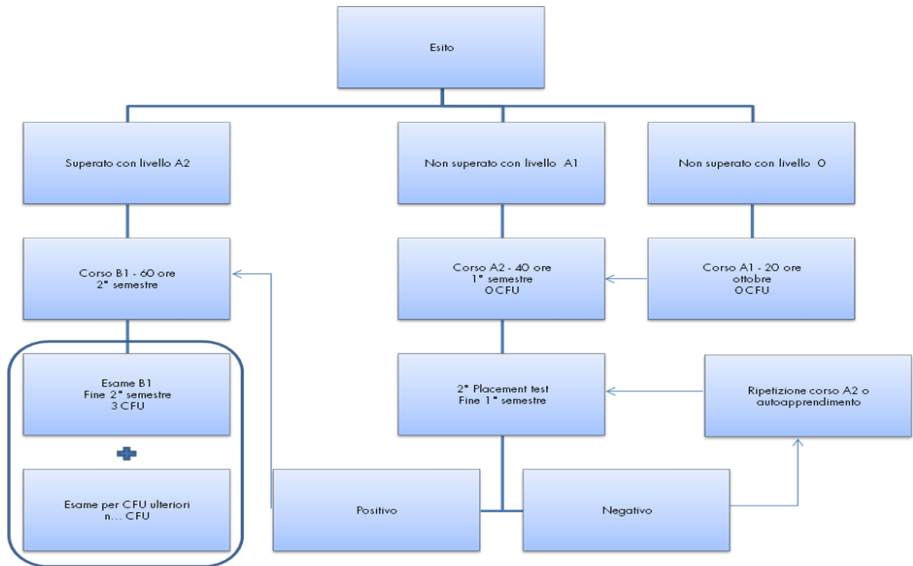 Esito
Superato con livello A2
Non superato con livello A1
Non superato con livello 0
Corso B1 - 60 ore
2° semestre
Corso A2 - 40 ore
1° semestre
0 CFU
Corso A1 - 20 ore
ottobre
0 CFU
Esame B1
Fine 2° semestre
3 CFU
2° Placement test
Fine 1° semestre
Ripetizione corso A2 o
autoapprendimento
Esame per CFU ulteriori
n... CFU
Positivo
Negativo